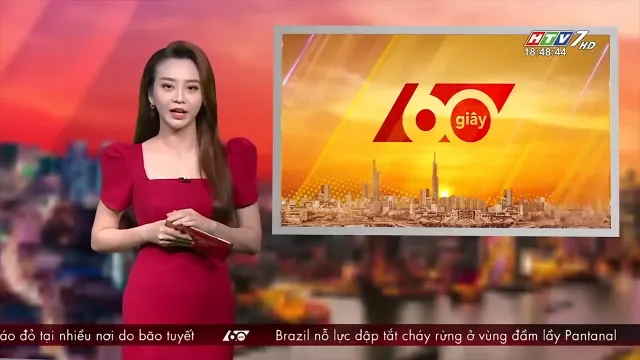 HTV7 HD
18:48:44
60
giây
áo đỏ tại nhiều nơi do bão tuyết 60 Brazil nỗ lực dập tắt cháy rừng ở vùng đầm lầy Pantanal